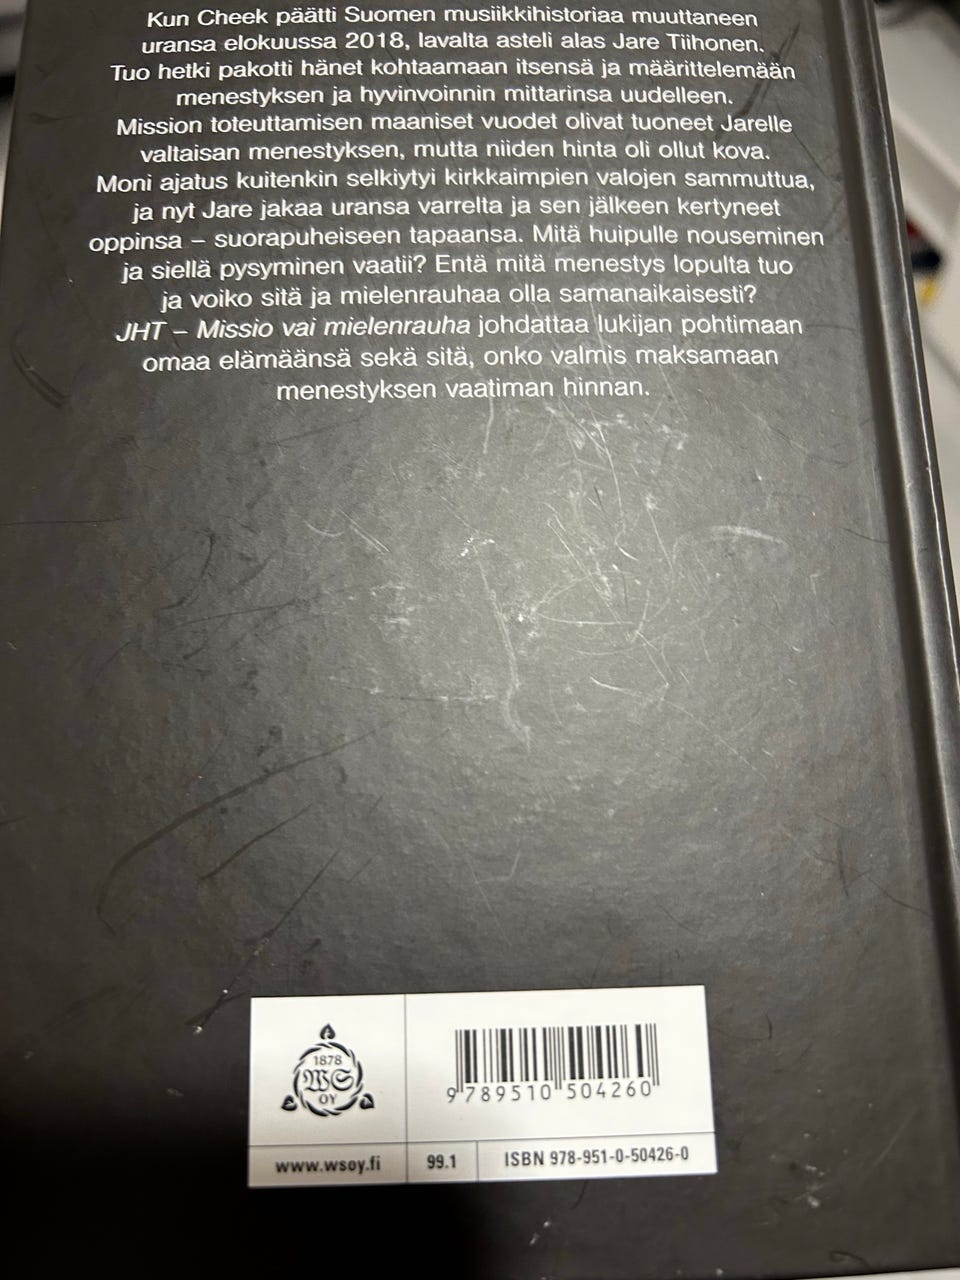 Kun Cheek päätti Suomen musiikkihistoriaa muuttaneen
uransa elokuussa 2018, lavalta asteli alas Jare Tiihonen.
Tuo hetki pakotti hänet kohtaamaan itsensä ja määrittelemään
menestyksen ja hyvinvoinnin mittarinsa uudelleen.
Mission toteuttamisen maaniset vuodet olivat tuoneet Jarelle
valtaisan menestyksen, mutta niiden hinta oli ollut kova.
Moni ajatus kuitenkin selkiytyi kirkkaimpien valojen sammuttua,
ja nyt Jare jakaa uransa varrelta ja sen jälkeen kertyneet
oppinsa – suorapuheiseen tapaansa. Mitä huipulle nouseminen
ja siellä pysyminen vaatii? Entä mitä menestys lopulta tuo
ja voiko sitä ja mielenrauhaa olla samanaikaisesti?
JHT – Missio vai mielenrauha johdattaa lukijan pohtimaan
omaa elämäänsä sekä sitä, onko valmis maksamaan
menestyksen vaatiman hinnan.
1878
WS
OY
9 789510 504260
www.wsoy.fi
99.1
ISBN 978-951-0-50426-0